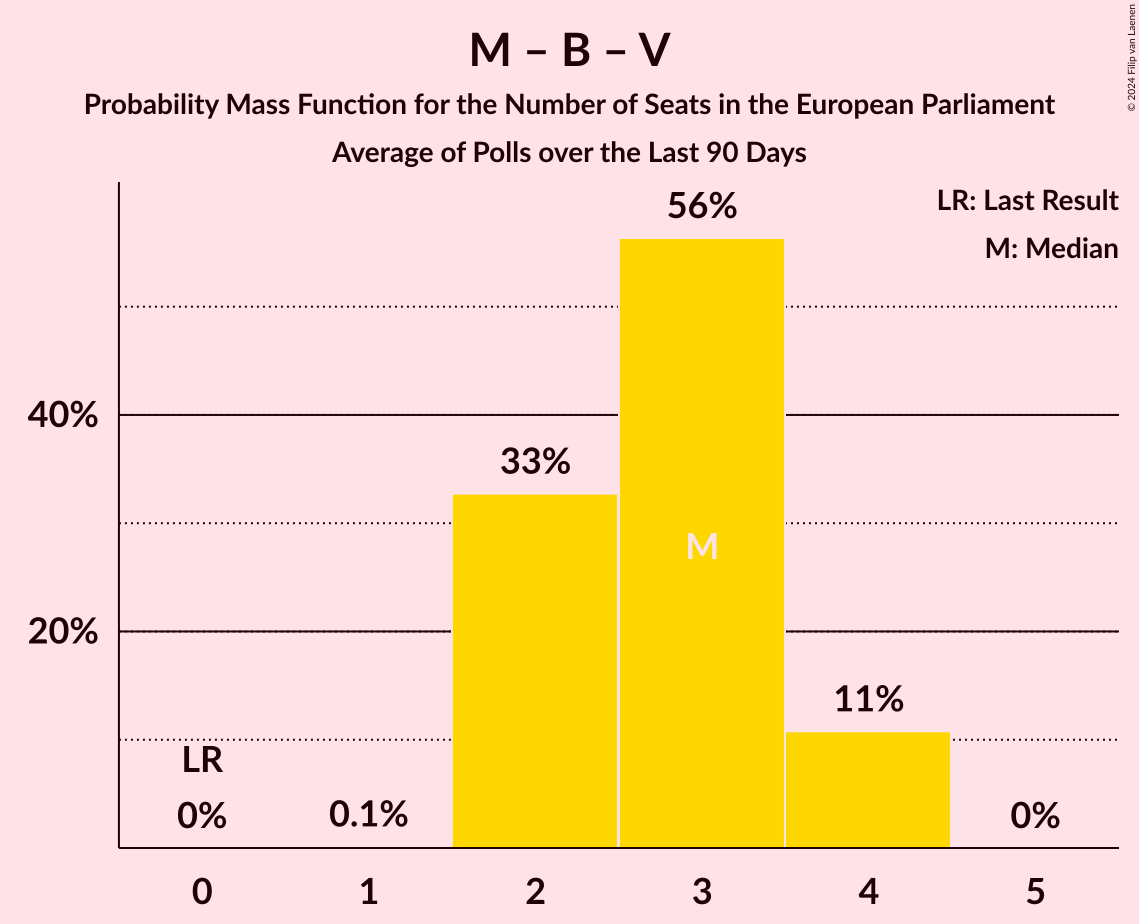 M – B – V
Probability Mass Function for the Number of Seats in the European Parliament
Average of Polls over the Last 90 Days
© 2024 Filip van Laenen
LR: Last Result
M: Median
56%
40%
33%
M
20%
11%
LR
0%
0.1%
0%
0 1 2 3 4 5